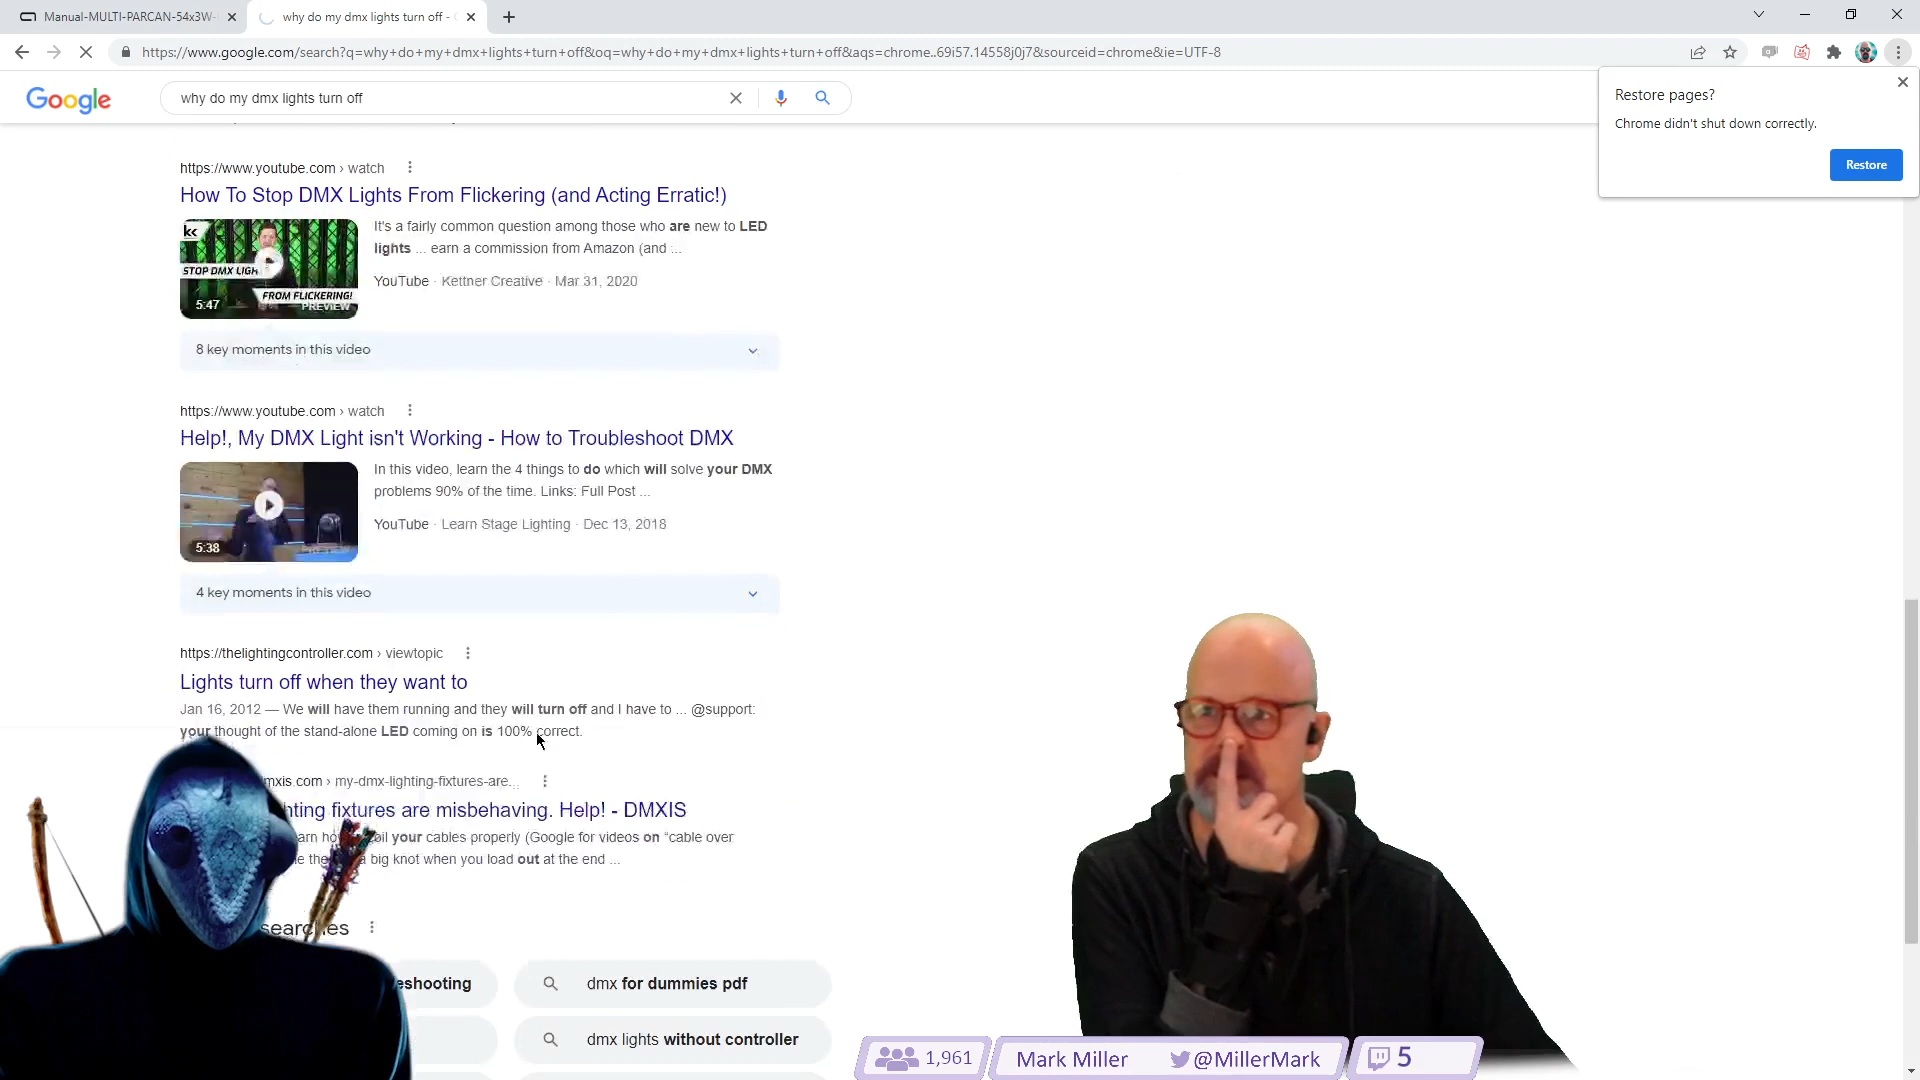 Manual-MULTI-PARCAN-54x3W-
why do my dmx lights turn off -
https://www.google.com/search?q=why+do+my+dmx+lights+turn+off&oq=why+do+my+dmx+lights+turn+off&aqs=chrome..69i57.14558j0j7&sourceid=chrome&ie=UTF-8
Google
why do my dmx lights turn off
Restore pages?
Chrome didn't shut down correctly.
Restore
https://www.youtube.com › watch
How To Stop DMX Lights From Flickering (and Acting Erratic!)
kc
STOP DMX LIGH
FROM FLICKERING!
5:47
PREVIEW
It's a fairly common question among those who are new to LED
lights ... earn a commission from Amazon (and ...
YouTube · Kettner Creative · Mar 31, 2020
8 key moments in this video
https://www.youtube.com › watch
Help!, My DMX Light isn't Working - How to Troubleshoot DMX
5:38
In this video, learn the 4 things to do which will solve your DMX
problems 90% of the time. Links: Full Post ...
YouTube · Learn Stage Lighting · Dec 13, 2018
4 key moments in this video
https://thelightingcontroller.com › viewtopic
Lights turn off when they want to
Jan 16, 2012 — We will have them running and they will turn off and I have to ... @support:
your thought of the stand-alone LED coming on is 100% correct.
mxis.com › my-dmx-lighting-fixtures-are...
hting fixtures are misbehaving. Help! - DMXIS
arn how oil your cables properly (Google for videos on “cable over
e the a big knot when you load out at the end ...
searches
eshooting
dmx for dummies pdf
dmx lights without controller
1,961
Mark Miller
@MillerMark
5